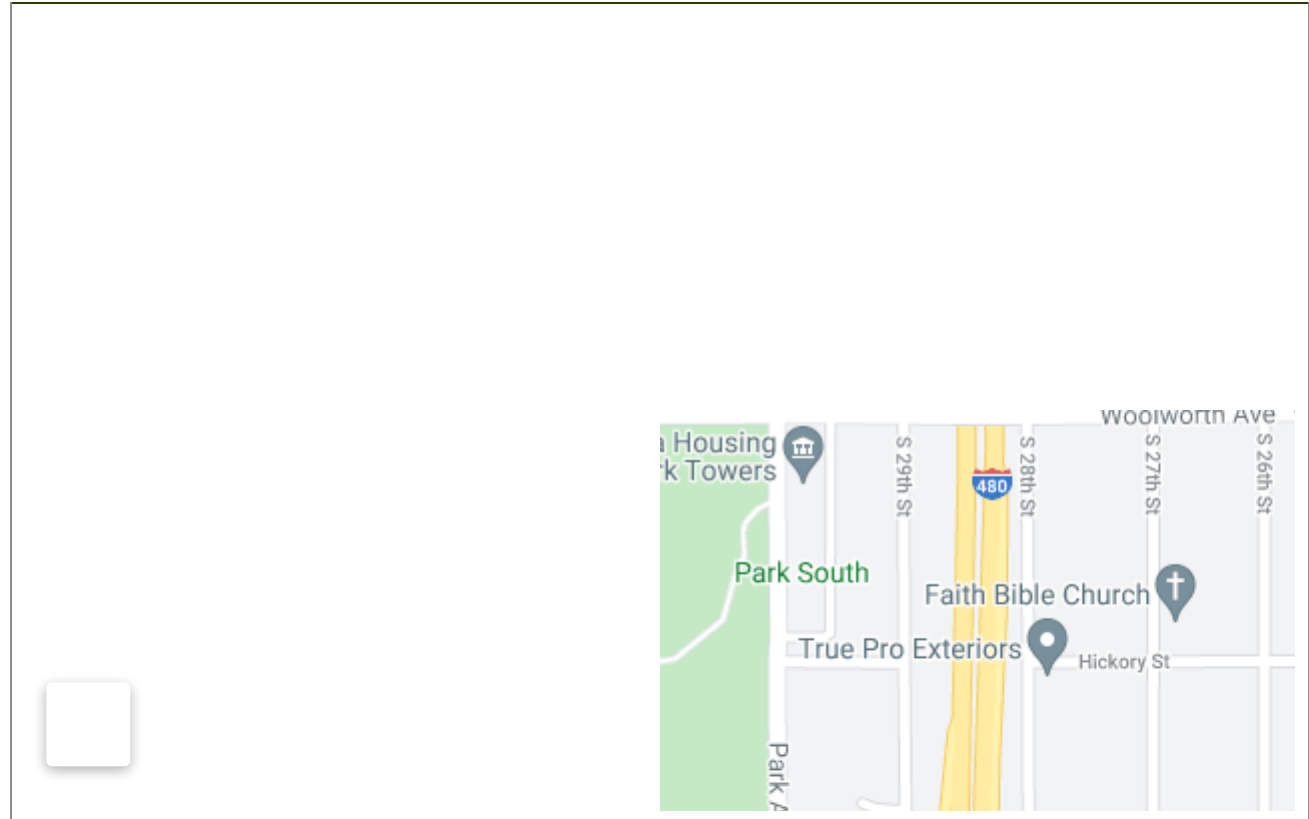 Woolworth Ave
Housing
Towers
S 29th St
480
S 28th St
S 27th St
S 26th St
Park South
Faith Bible Church
True Pro Exteriors
Hickory St
Park